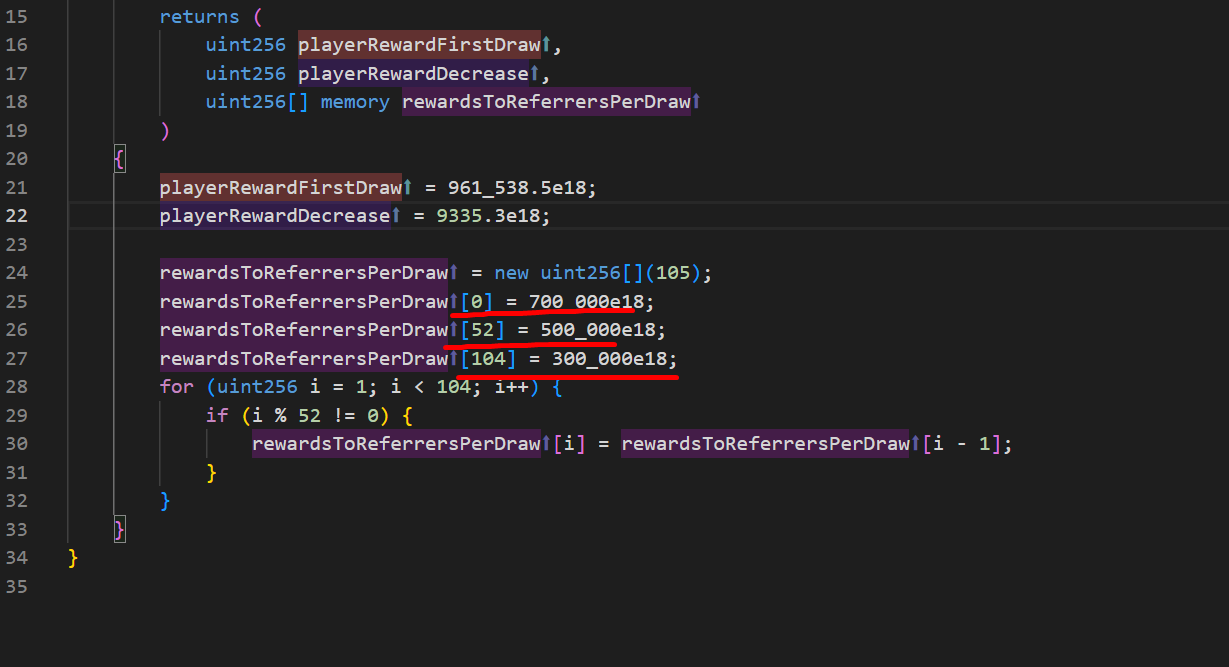 15 returns (
16 uint256 playerRewardFirstDraw⬆,
17 uint256 playerRewardDecrease⬆,
18 uint256[] memory rewardsToReferrersPerDraw⬆
19 )
20 {
21 playerRewardFirstDraw⬆ = 961_538.5e18;
22 playerRewardDecrease⬆ = 9335.3e18;
23
24 rewardsToReferrersPerDraw⬆ = new uint256[](105);
25 rewardsToReferrersPerDraw⬆[0] = 700_000e18;
26 rewardsToReferrersPerDraw⬆[52] = 500_000e18;
27 rewardsToReferrersPerDraw⬆[104] = 300_000e18;
28 for (uint256 i = 1; i < 104; i++) {
29 if (i % 52 != 0) {
30 rewardsToReferrersPerDraw⬆[i] = rewardsToReferrersPerDraw⬆[i - 1];
31 }
32 }
33 }
34 }
35